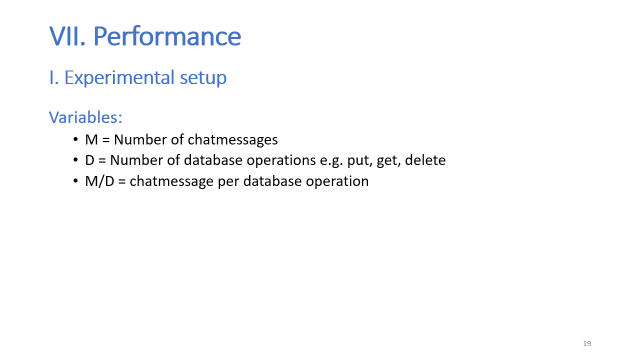 VII. Performance
I. Experimental setup
Variables:
• M = Number of chatmessages
• D = Number of database operations e.g. put, get, delete
• M/D = chatmessage per database operation
19